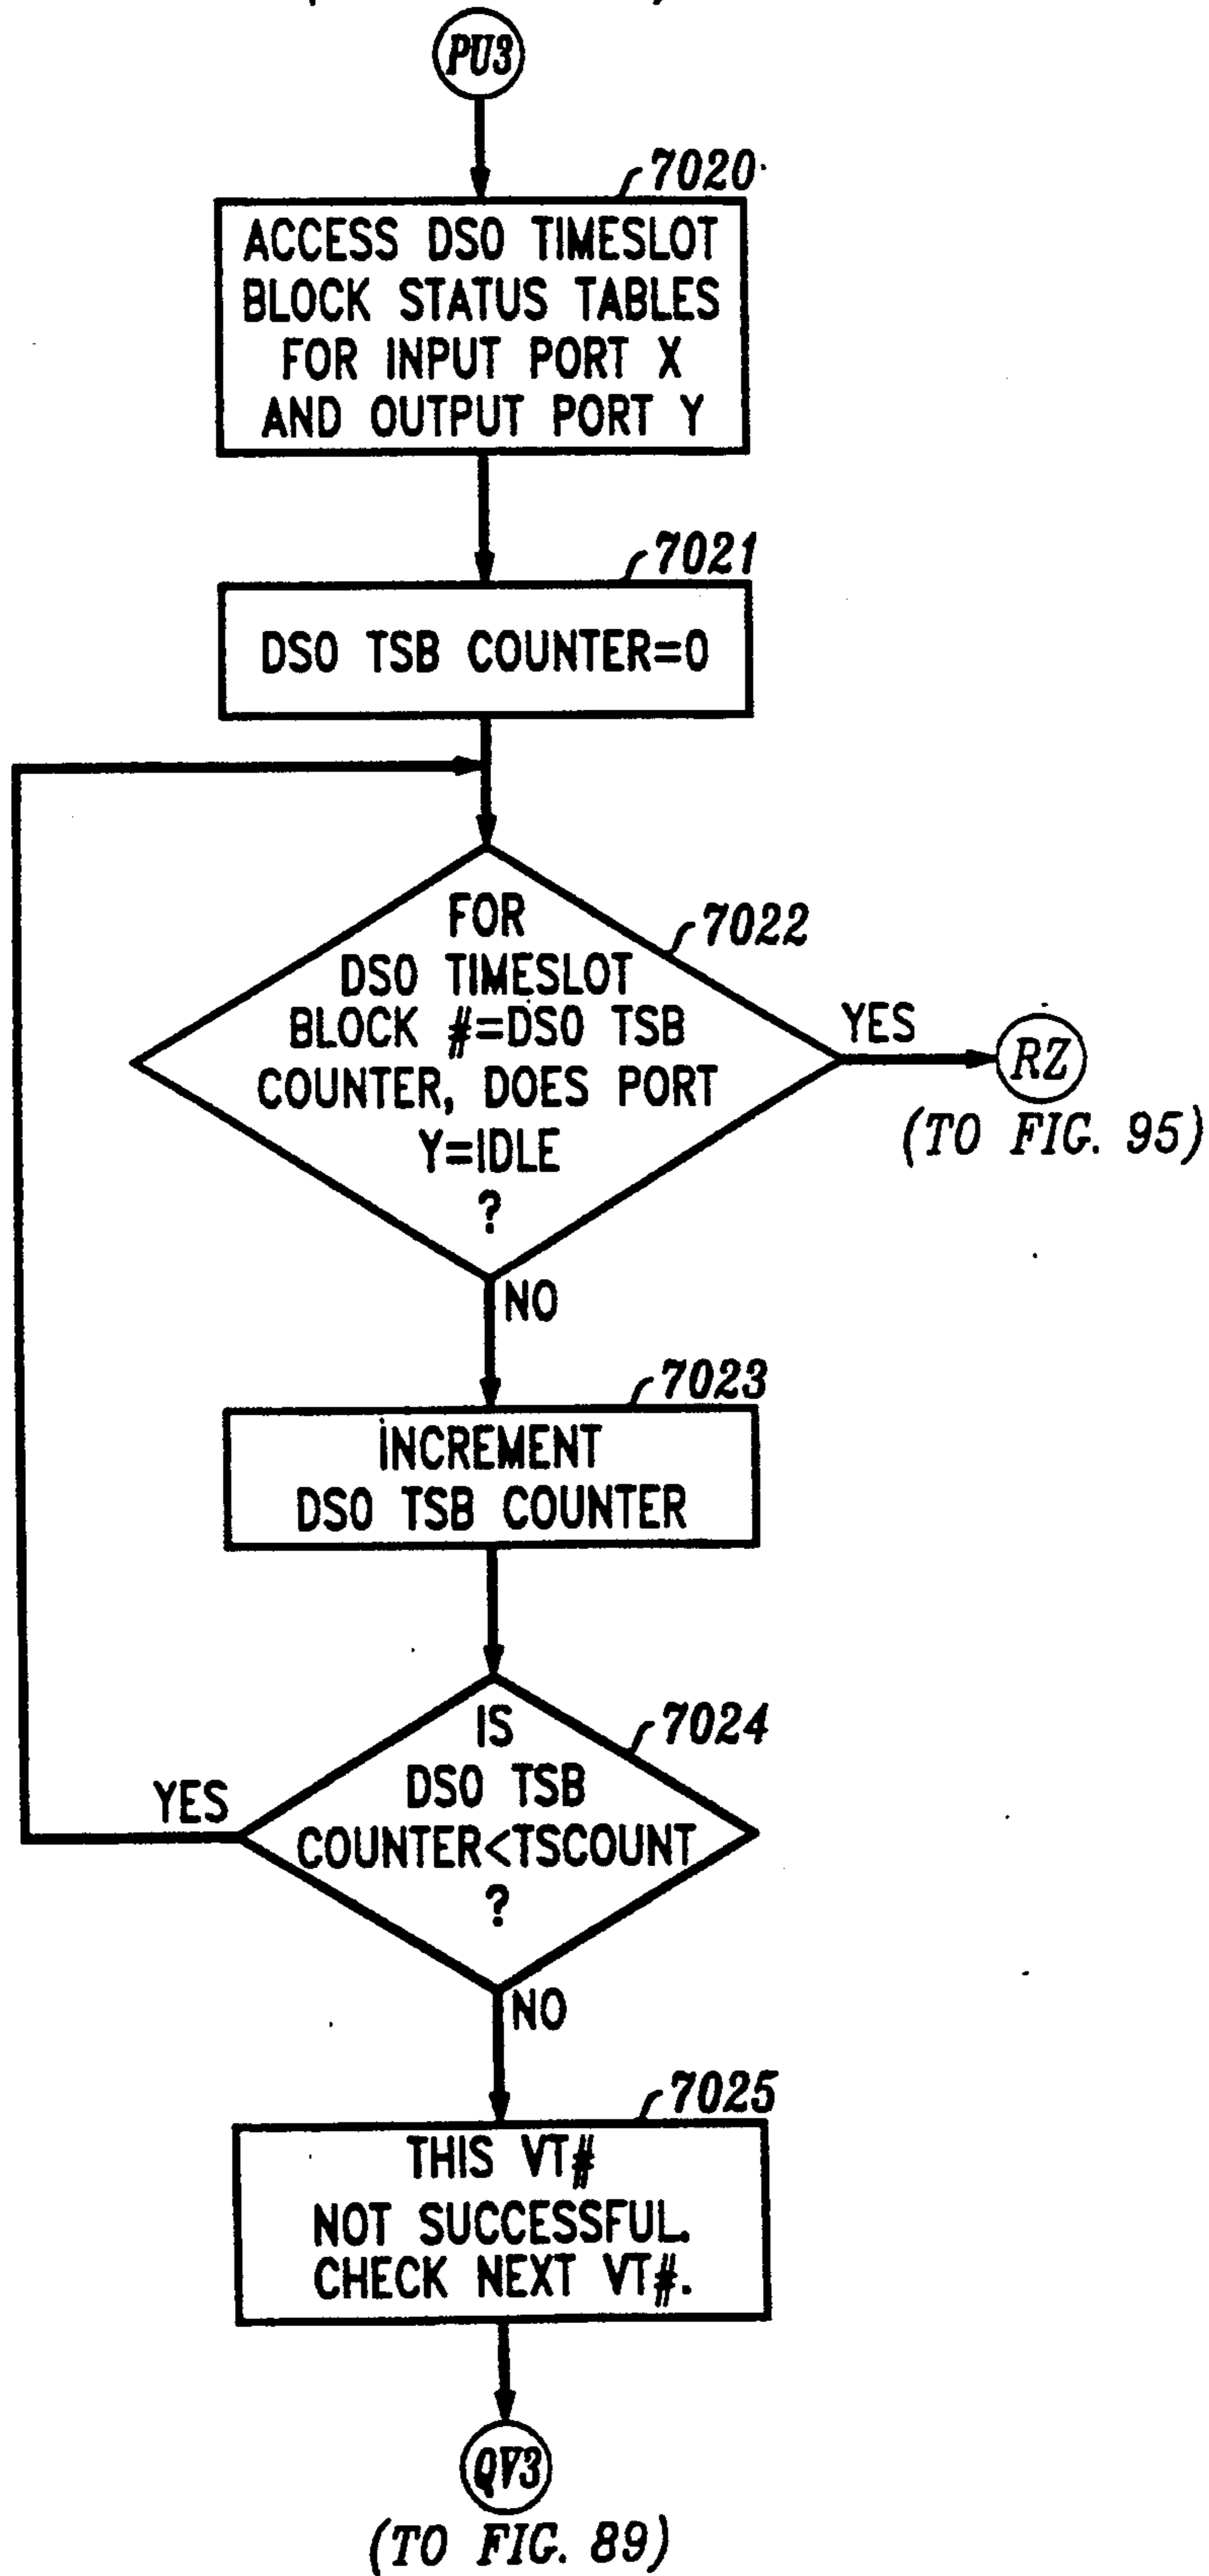 PU3
7020
ACCESS DS0 TIMESLOT
BLOCK STATUS TABLES
FOR INPUT PORT X
AND OUTPUT PORT Y
7021
DS0 TSB COUNTER=0
7022
FOR
DS0 TIMESLOT
BLOCK #=DS0 TSB
COUNTER, DOES PORT
Y=IDLE
?
YES
RZ
(TO FIG. 95)
NO
7023
INCREMENT
DS0 TSB COUNTER
7024
IS
DS0 TSB
COUNTER<TSCOUNT
?
YES
NO
7025
THIS VT#
NOT SUCCESSFUL.
CHECK NEXT VT#.
QV3
(TO FIG. 89)